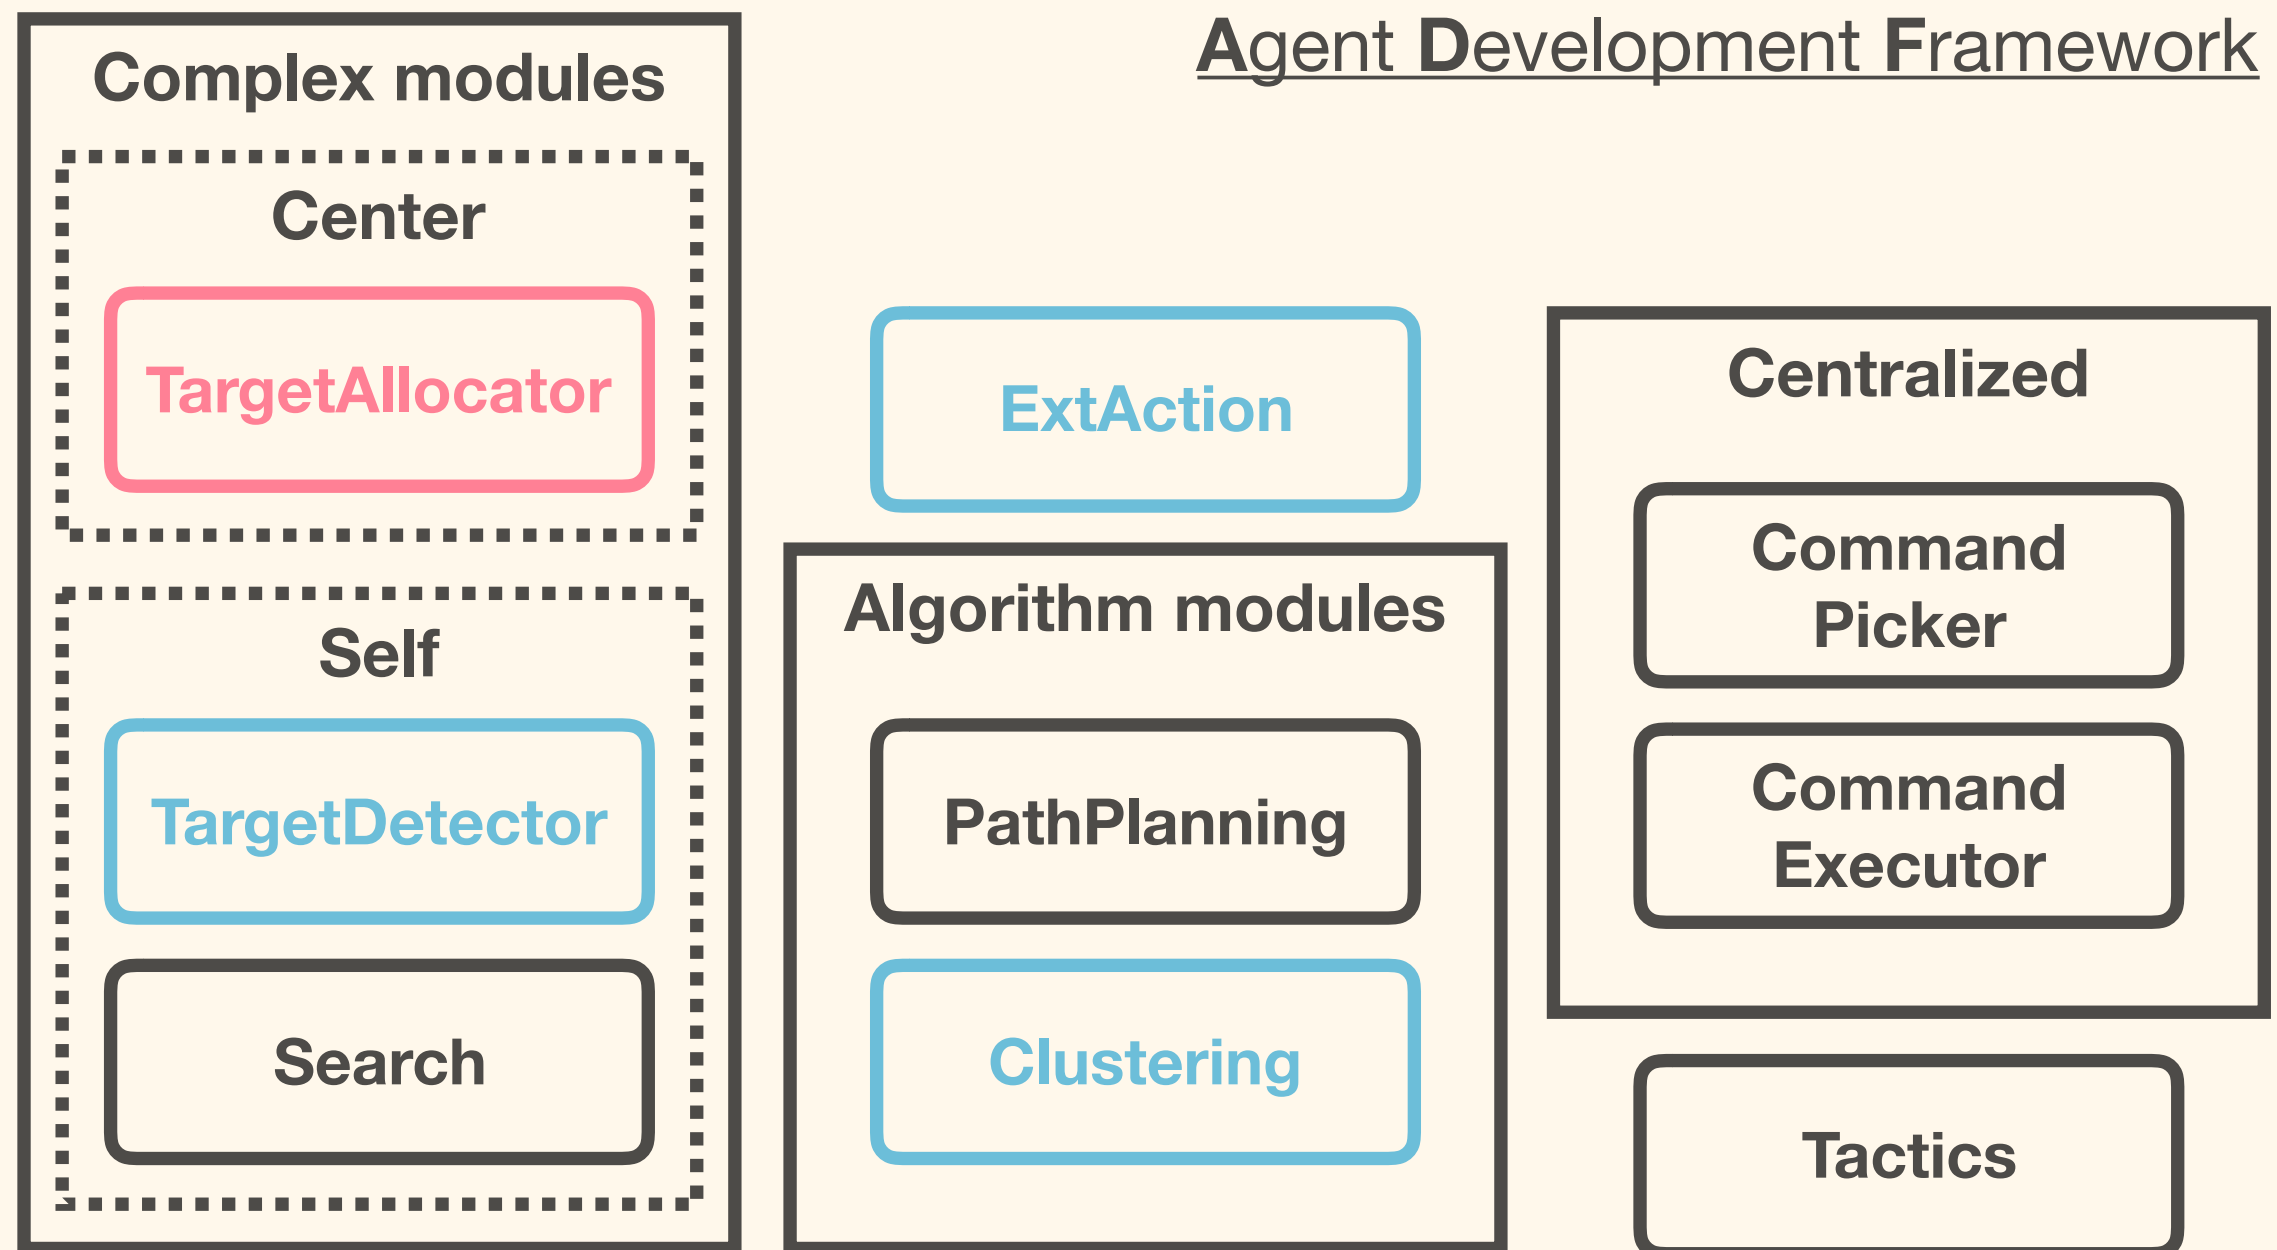 Agent Development Framework
Complex modules
Center
TargetAllocator
Self
TargetDetector
Search
ExtAction
Algorithm modules
PathPlanning
Clustering
Centralized
Command
Picker
Command
Executor
Tactics